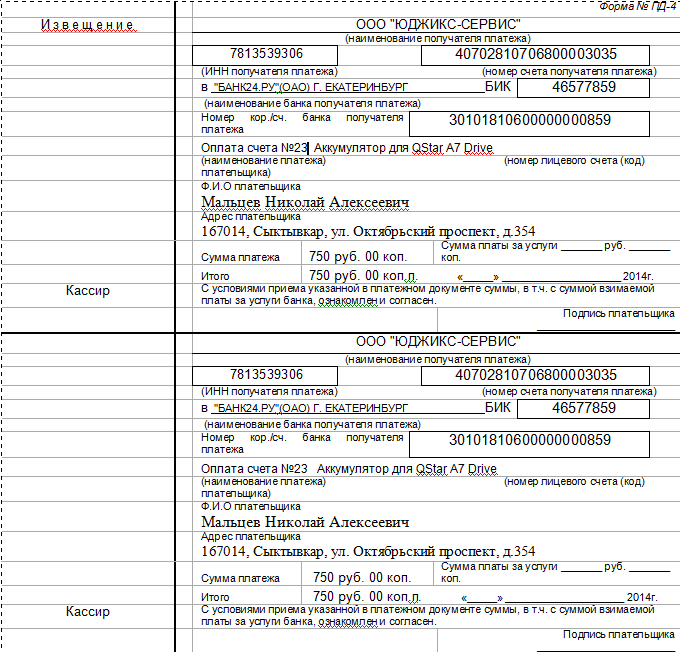 Форма № ПД-4
Извещение
ООО "ЮДЖИКС-СЕРВИС"
(наименование получателя платежа)
7813539306 40702810706800003035
(ИНН получателя платежа) (номер счета получателя платежа)
в "БАНК24.РУ"(ОАО) Г. ЕКАТЕРИНБУРГ БИК 46577859
(наименование банка получателя платежа)
Номер кор./сч. банка получателя платежа 30101810600000000859
Оплата счета №23 Аккумулятор для QStar A7 Drive
(наименование платежа) (номер лицевого счета (код)
плательщика)
Ф.И.О плательщика
Мальцев Николай Алексеевич
Адрес плательщика
167014, Сыктывкар, ул. Октябрьский проспект, д.354
Сумма платежа 750 руб. 00 коп. Сумма платы за услуги _______ руб. _______ коп.
Итого 750 руб. 00 коп.п. «_____» ____________________ 2014г.
Кассир
С условиями приема указанной в платежном документе суммы, в т.ч. с суммой взимаемой
платы за услуги банка, ознакомлен и согласен.
Подпись плательщика
ООО "ЮДЖИКС-СЕРВИС"
(наименование получателя платежа)
7813539306 40702810706800003035
(ИНН получателя платежа) (номер счета получателя платежа)
в "БАНК24.РУ"(ОАО) Г. ЕКАТЕРИНБУРГ БИК 46577859
(наименование банка получателя платежа)
Номер кор./сч. банка получателя платежа 30101810600000000859
Оплата счета №23 Аккумулятор для QStar A7 Drive
(наименование платежа) (номер лицевого счета (код)
плательщика)
Ф.И.О плательщика
Мальцев Николай Алексеевич
Адрес плательщика
167014, Сыктывкар, ул. Октябрьский проспект, д.354
Сумма платежа 750 руб. 00 коп. Сумма платы за услуги _______ руб. _______ коп.
Итого 750 руб. 00 коп.п. «_____» ____________________ 2014г.
Кассир
С условиями приема указанной в платежном документе суммы, в т.ч. с суммой взимаемой
платы за услуги банка, ознакомлен и согласен.
Подпись плательщика